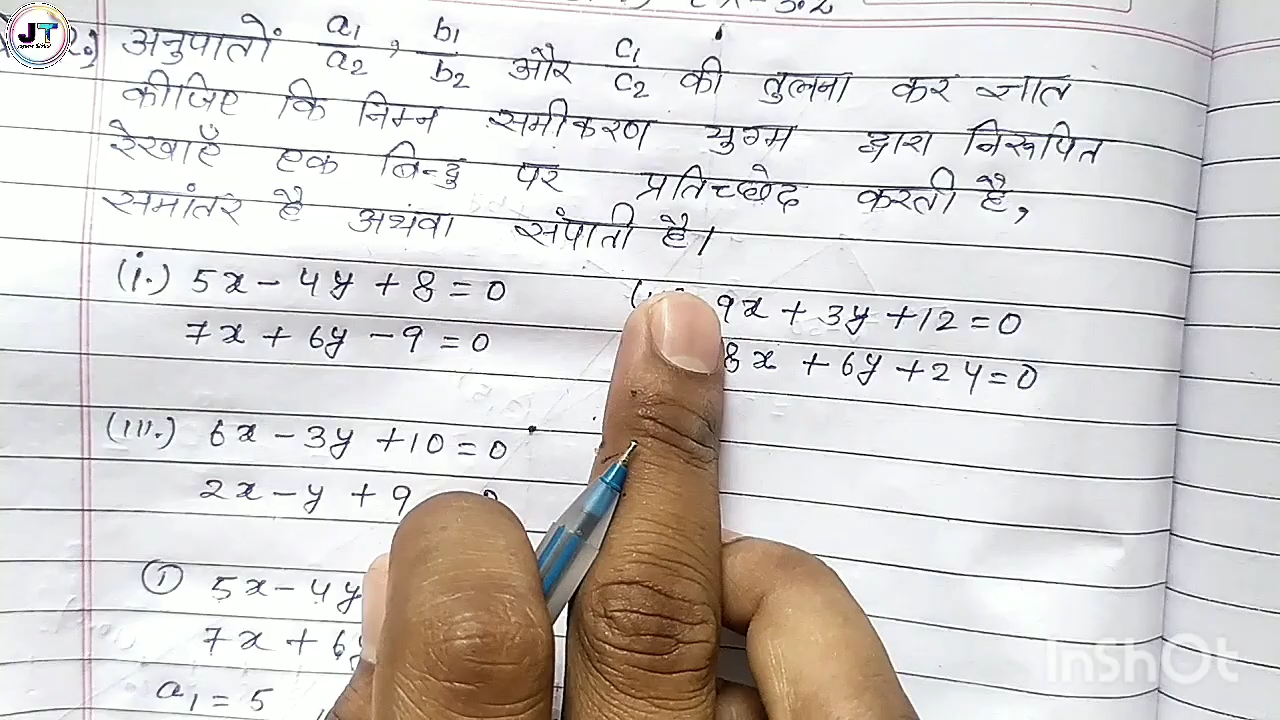 JT
2.) अनुपातों a₁/a₂, b₁/b₂ और c₁/c₂ की तुलना कर ज्ञात
कीजिए कि निम्न समीकरण युग्म द्वारा निरूपित
रेखाएँ एक बिन्दु पर प्रतिच्छेद करती है,
समांतर है अथवा संपाती है।
(i.) 5x - 4y + 8 = 0
7x + 6y - 9 = 0
9x + 3y + 12 = 0
8x + 6y + 24 = 0
(iii.) 6x - 3y + 10 = 0
2x - y + 9
① 5x - 4y
7x + 6y
a₁ = 5
InShOt